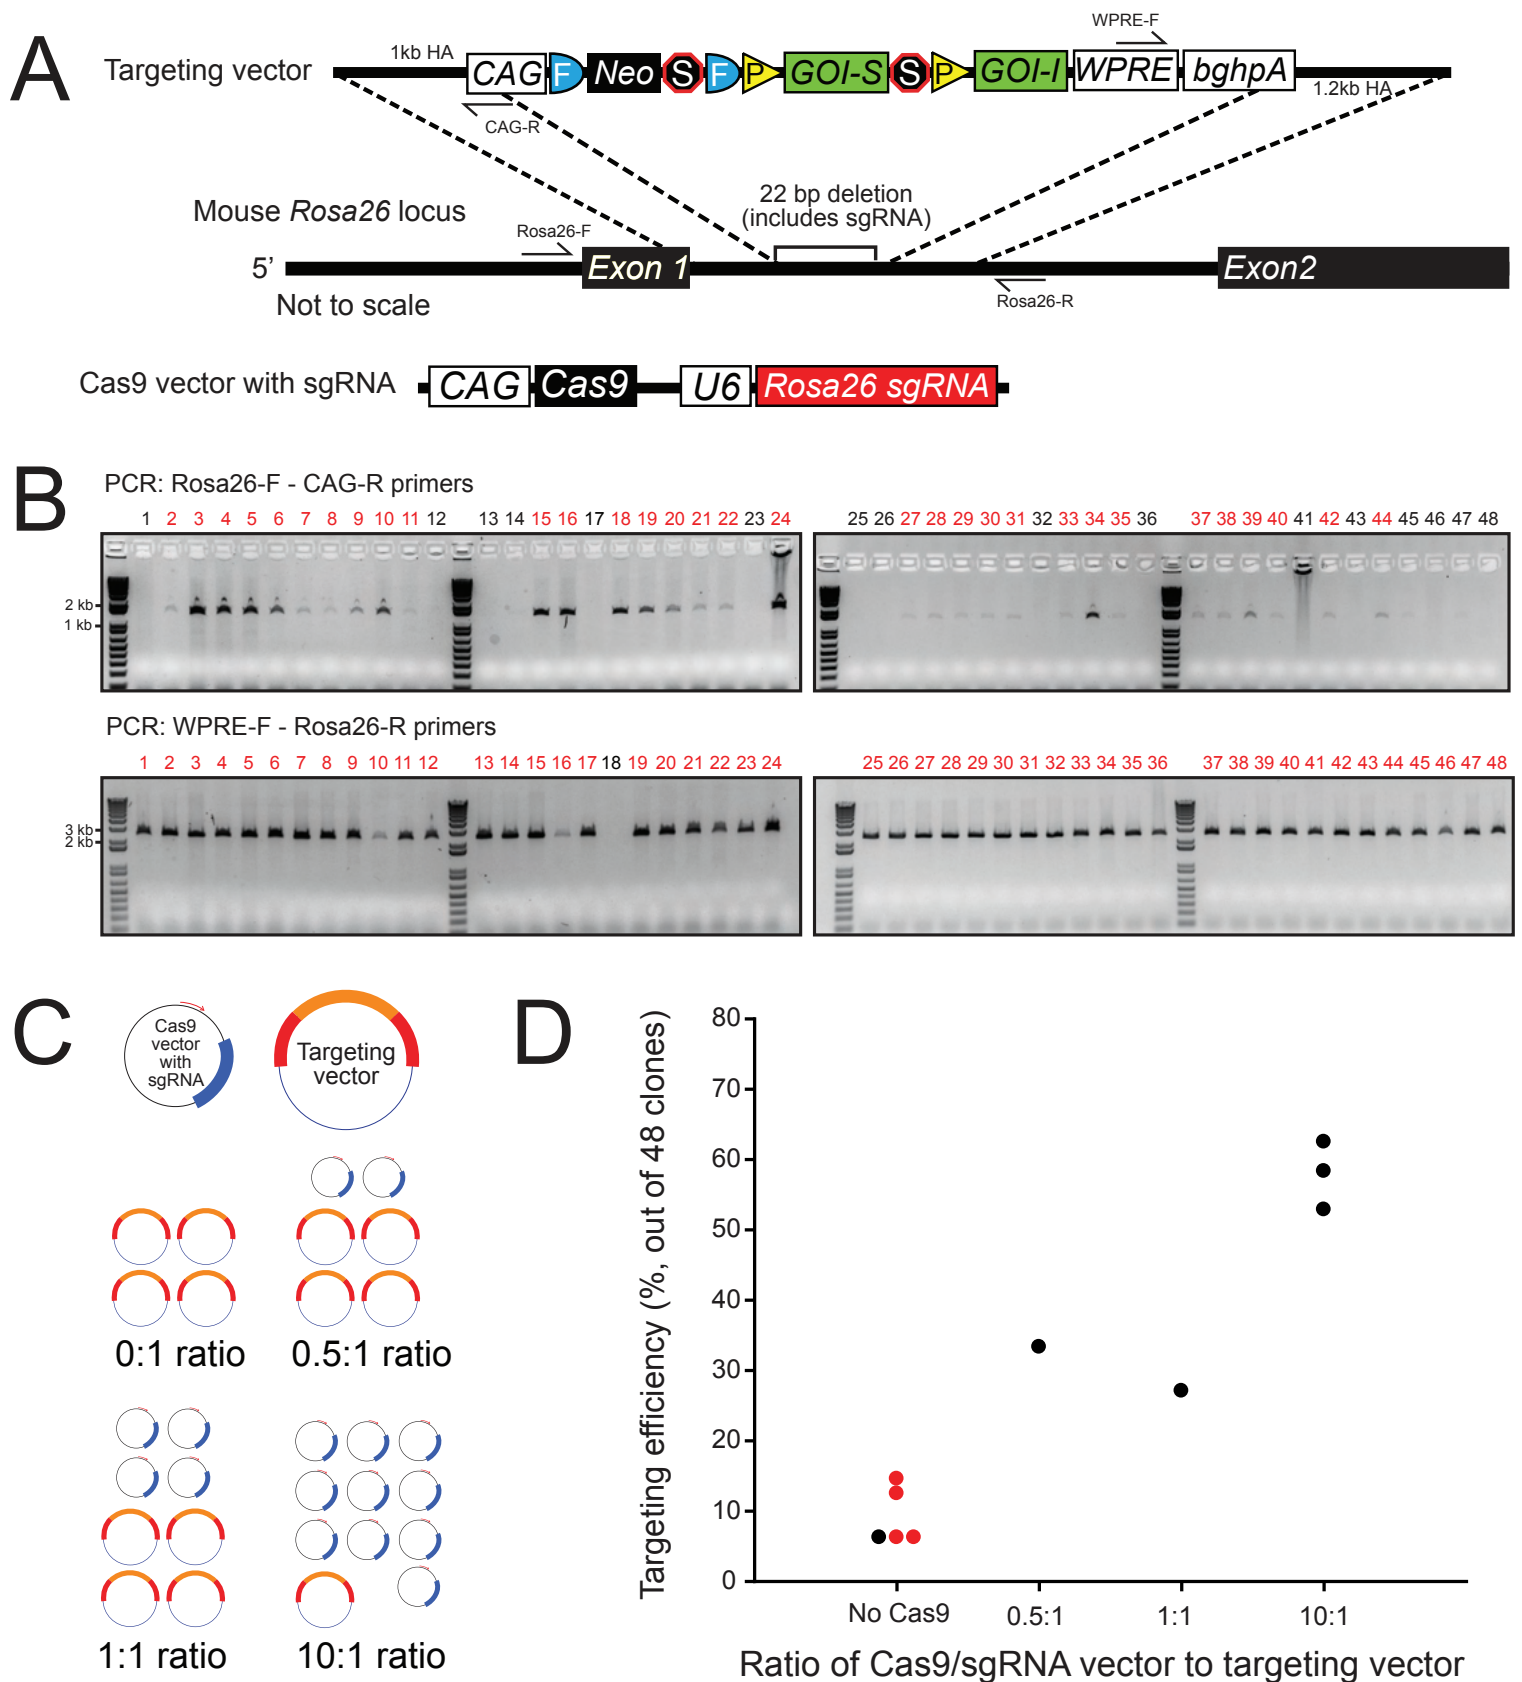 A
Targeting vector
1kb HA
CAG F Neo S F P GOI-S S P GOI-I WPRE bghpA
WPRE-F
1.2kb HA
CAG-R
22 bp deletion
(includes sgRNA)
Mouse Rosa26 locus
Rosa26-F
5’ Exon 1 Exon2
Rosa26-R
Not to scale
Cas9 vector with sgRNA CAG Cas9 U6 Rosa26 sgRNA
B
PCR: Rosa26-F - CAG-R primers
1 2 3 4 5 6 7 8 9 10 11 12 13 14 15 16 17 18 19 20 21 22 23 24 25 26 27 28 29 30 31 32 33 34 35 36 37 38 39 40 41 42 43 44 45 46 47 48
2 kb
1 kb
PCR: WPRE-F - Rosa26-R primers
1 2 3 4 5 6 7 8 9 10 11 12 13 14 15 16 17 18 19 20 21 22 23 24 25 26 27 28 29 30 31 32 33 34 35 36 37 38 39 40 41 42 43 44 45 46 47 48
3 kb
2 kb
C
Cas9
vector
with
sgRNA
Targeting
vector
0:1 ratio
0.5:1 ratio
1:1 ratio
10:1 ratio
D
Targeting efficiency (%, out of 48 clones)
80
70
60
50
40
30
20
10
0
No Cas9 0.5:1 1:1 10:1
Ratio of Cas9/sgRNA vector to targeting vector